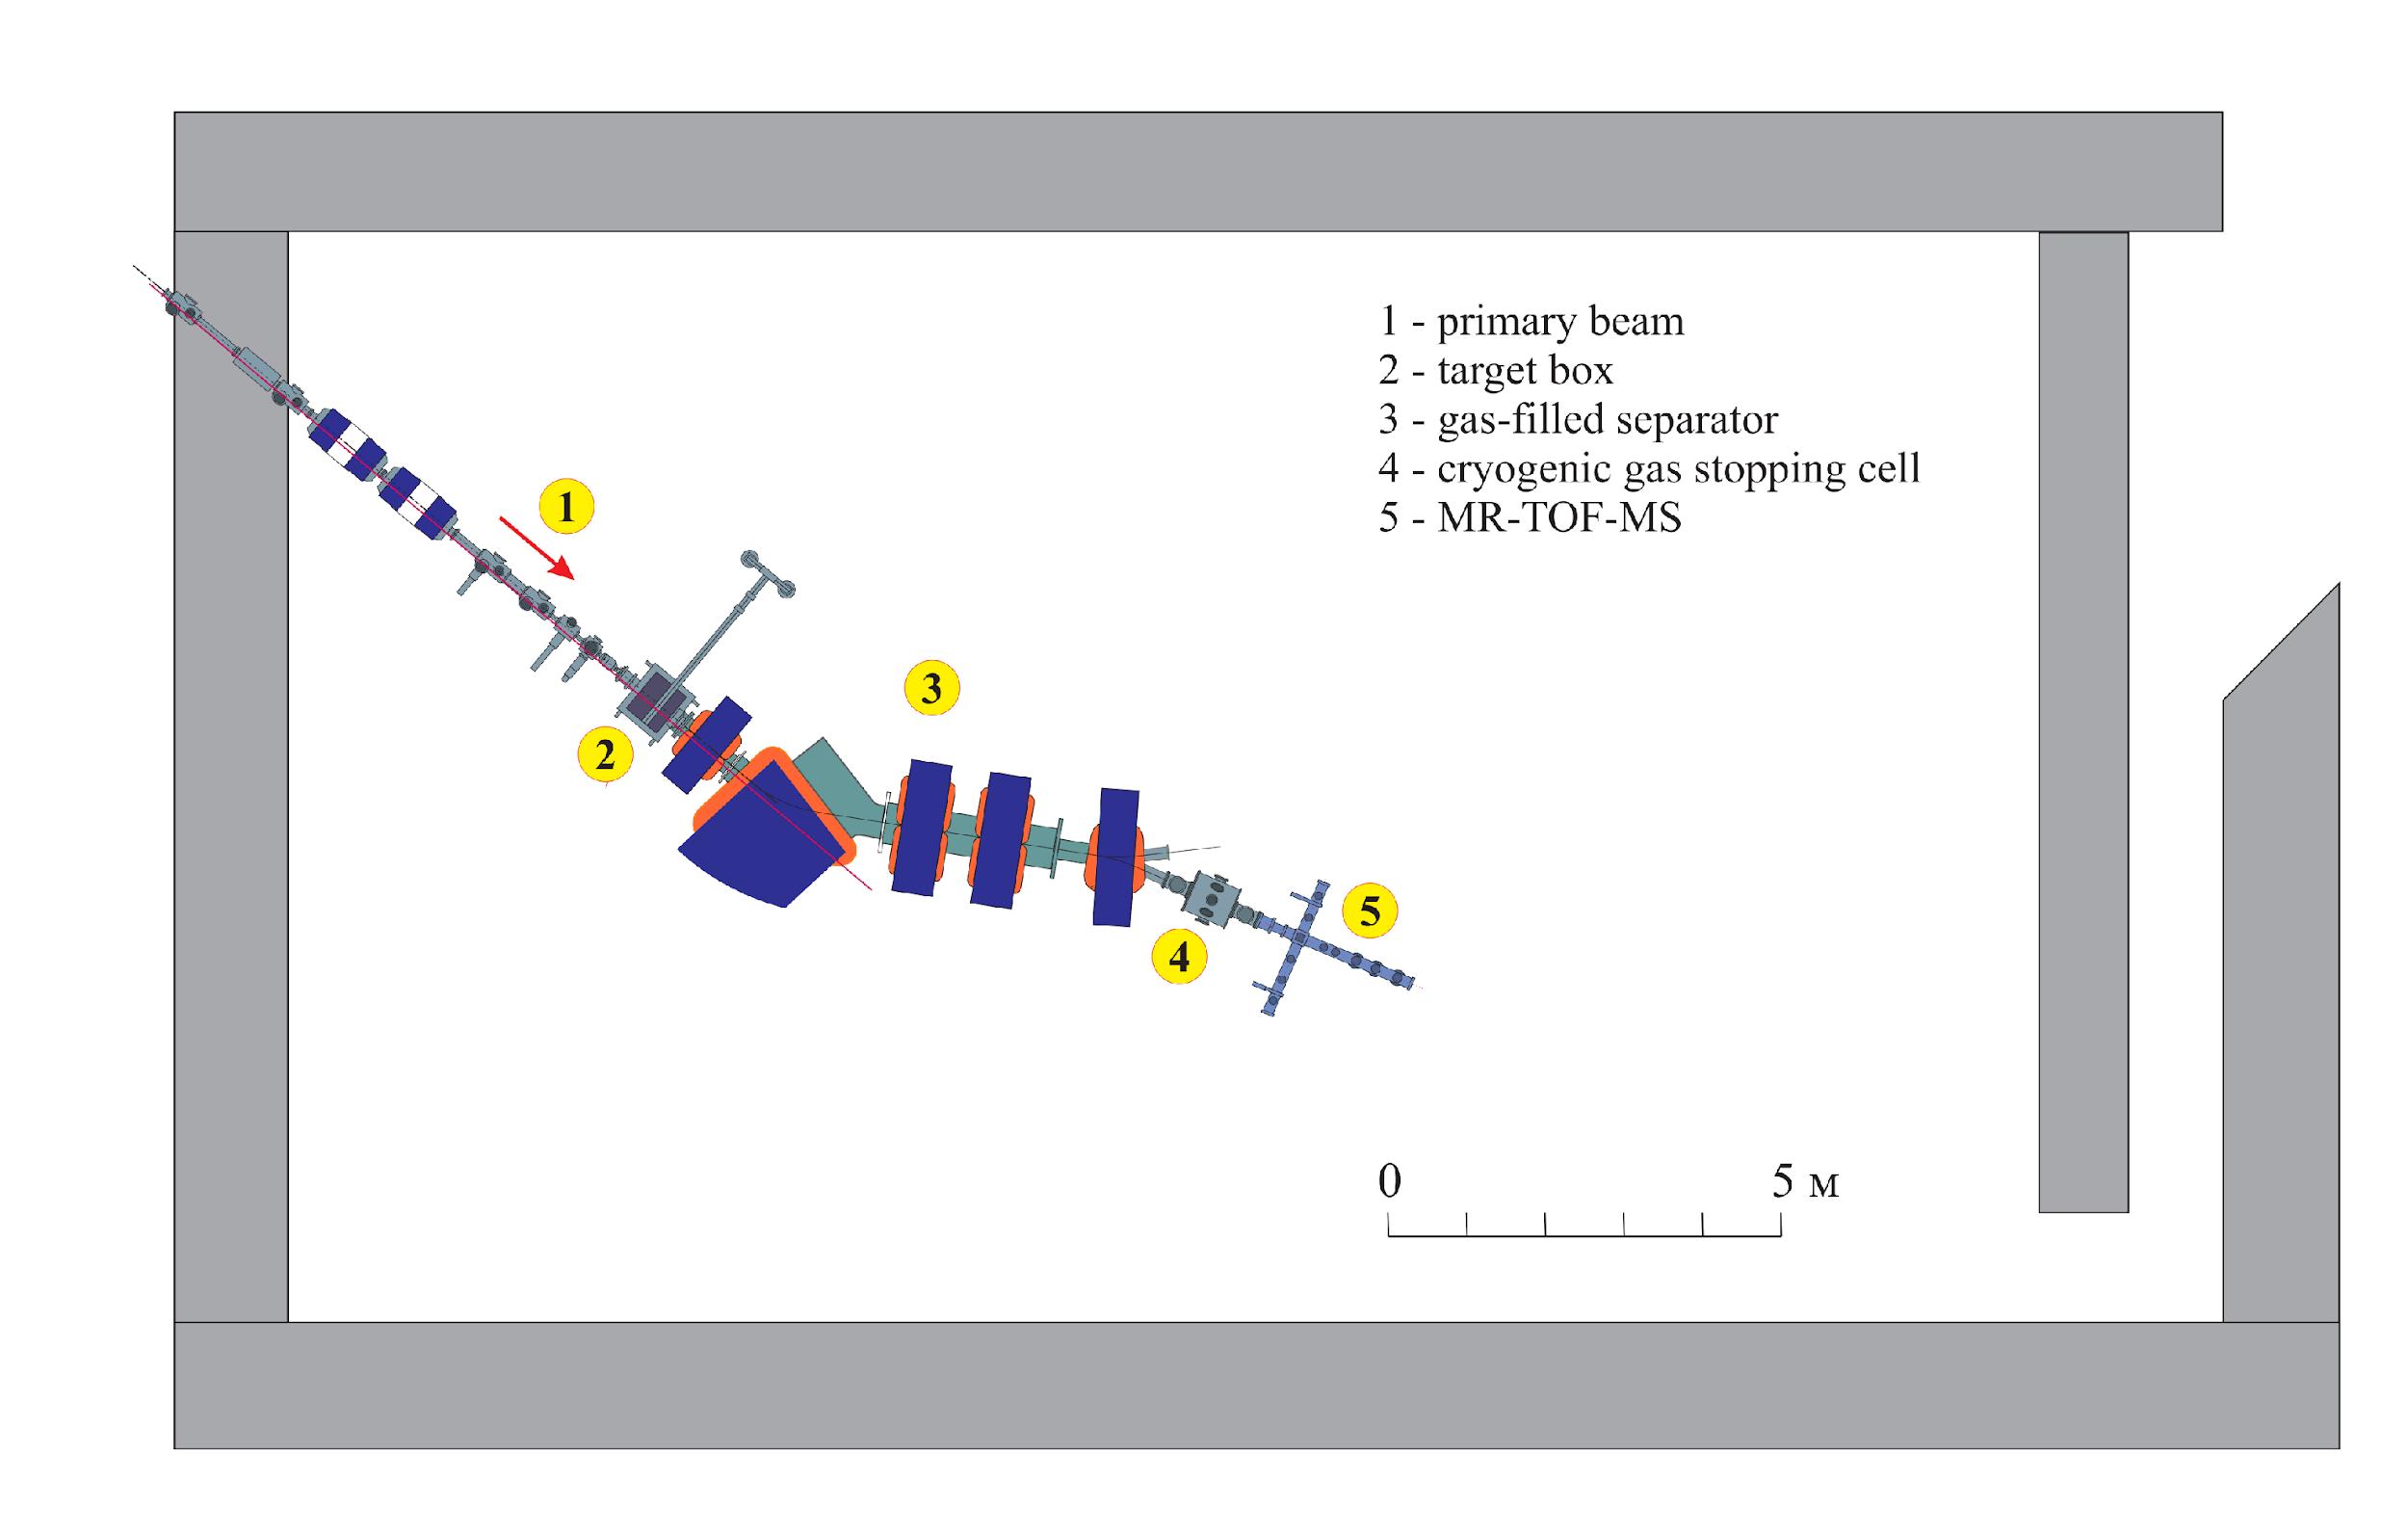 1 - primary beam
2 - target box
3 - gas-filled separator
4 - cryogenic gas stopping cell
5 - MR-TOF-MS
1
2
3
4
5
0 5 м